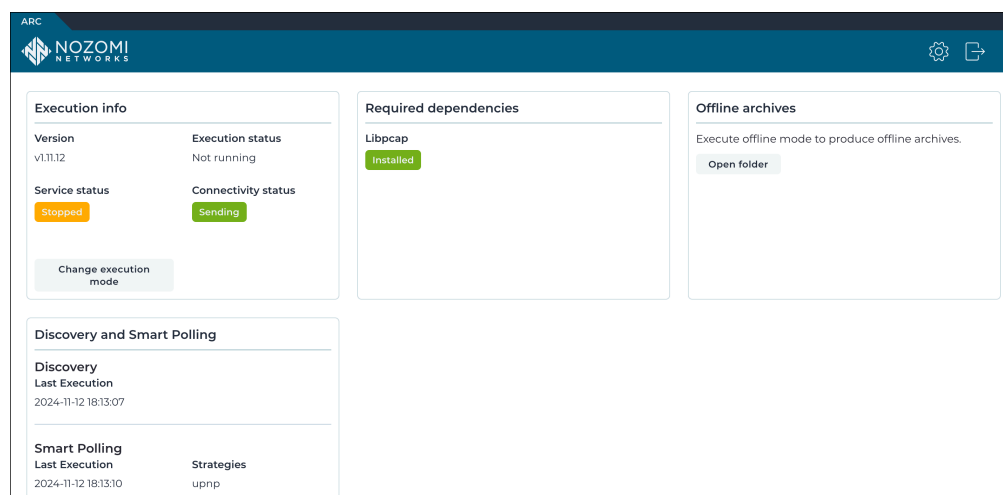 ARC
NOZOMI
NETWORKS
Execution info
Version
Execution status
v1.11.12
Not running
Service status
Connectivity status
Stopped
Sending
Change execution
mode
Required dependencies
Libpcap
Installed
Offline archives
Execute offline mode to produce offline archives.
Open folder
Discovery and Smart Polling
Discovery
Last Execution
2024-11-12 18:13:07
Smart Polling
Last Execution
Strategies
2024-11-12 18:13:10
upnp